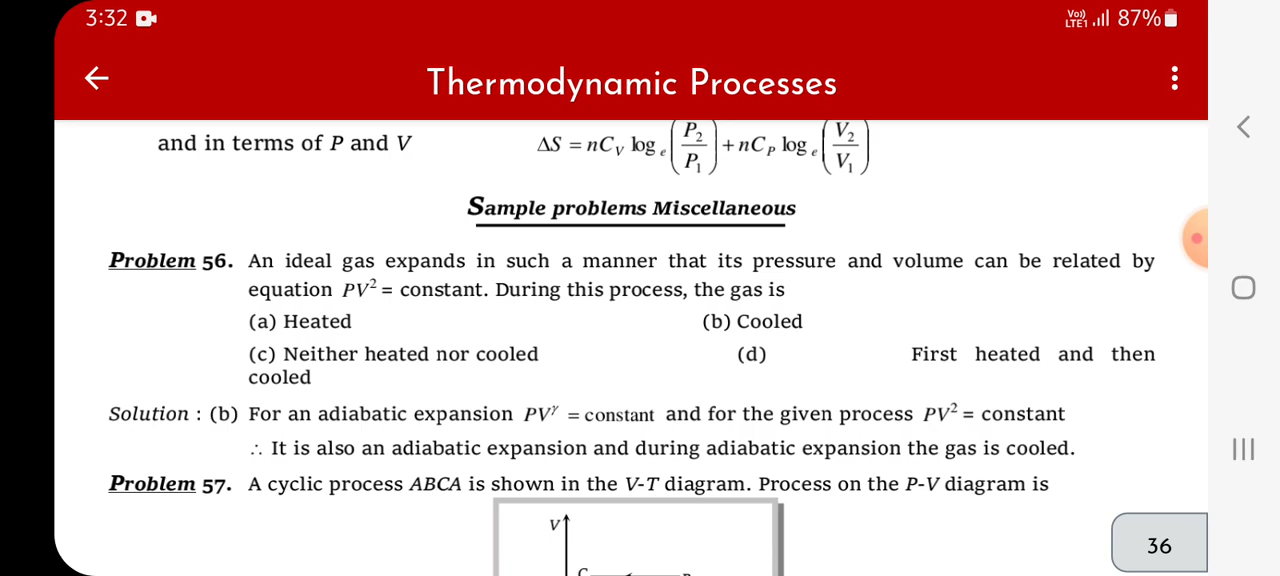 3:32 Vo)) LTE1 87%
Thermodynamic Processes
and in terms of P and V ΔS = nC_V log_e (P₂/P₁) + nC_P log_e (V₂/V₁)
Sample problems Miscellaneous
Problem 56. An ideal gas expands in such a manner that its pressure and volume can be related by
equation PV² = constant. During this process, the gas is
(a) Heated (b) Cooled
(c) Neither heated nor cooled (d) First heated and then
cooled
Solution : (b) For an adiabatic expansion PV^γ = constant and for the given process PV² = constant
∴ It is also an adiabatic expansion and during adiabatic expansion the gas is cooled.
Problem 57. A cyclic process ABCA is shown in the V-T diagram. Process on the P-V diagram is
V
36